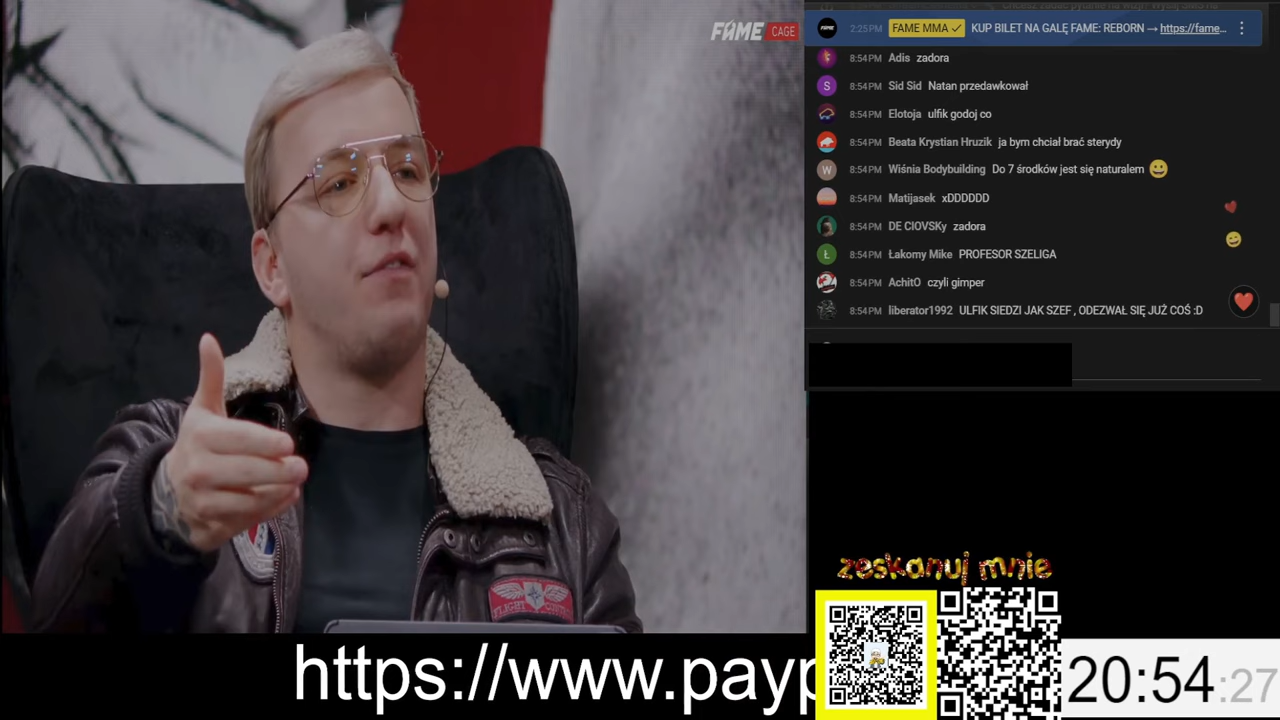 FAME CAGE
2:25PM FAME MMA ✓ KUP BILET NA GALĘ FAME: REBORN → https://fame...
8:54PM Adis zadora
S 8:54PM Sid Sid Natan przedawkował
8:54PM Elotoja ulfik godoj co
8:54PM Beata Krystian Hruzik ja bym chciał brać sterydy
W 8:54PM Wiśnia Bodybuilding Do 7 środków jest się naturalem 😀
8:54PM Matijasek xDDDDDD
8:54PM DE CIOVSKy zadora
Ł 8:54PM Łakomy Mike PROFESOR SZELIGA
8:54PM AchitO czyli gimper
8:54PM liberator1992 ULFIK SIEDZI JAK SZEF , ODEZWAŁ SIĘ JUŻ COŚ :D
FLIGHT
zeskanuj mnie
https://www.payp
20:54:27